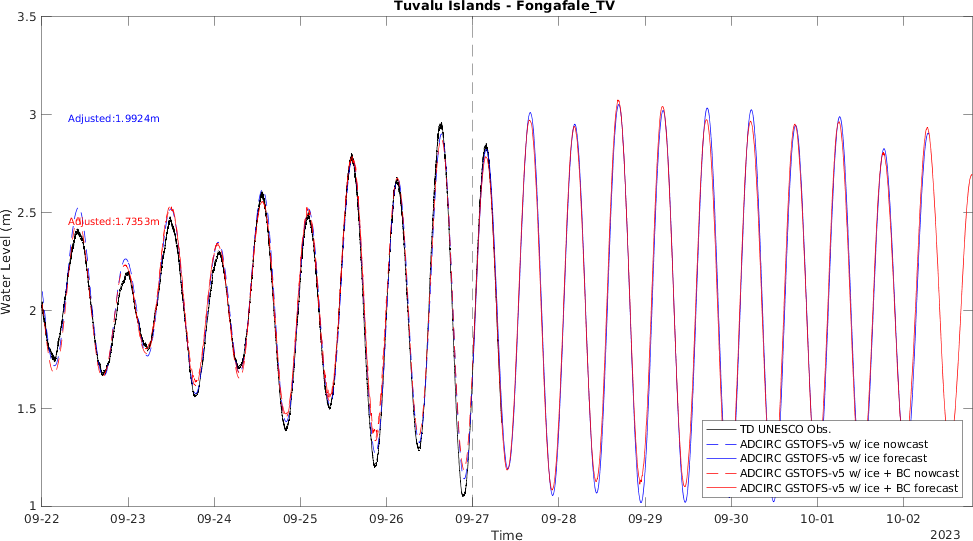 Tuvalu Islands - Fongafale_TV
3.5
3
2.5
2
1.5
1
Water Level (m)
Adjusted:1.9924m
Adjusted:1.7353m
TD UNESCO Obs.
ADCIRC GSTOFS-v5 w/ ice nowcast
ADCIRC GSTOFS-v5 w/ ice forecast
ADCIRC GSTOFS-v5 w/ ice + BC nowcast
ADCIRC GSTOFS-v5 w/ ice + BC forecast
09-22 09-23 09-24 09-25 09-26 09-27 09-28 09-29 09-30 10-01 10-02
Time
2023